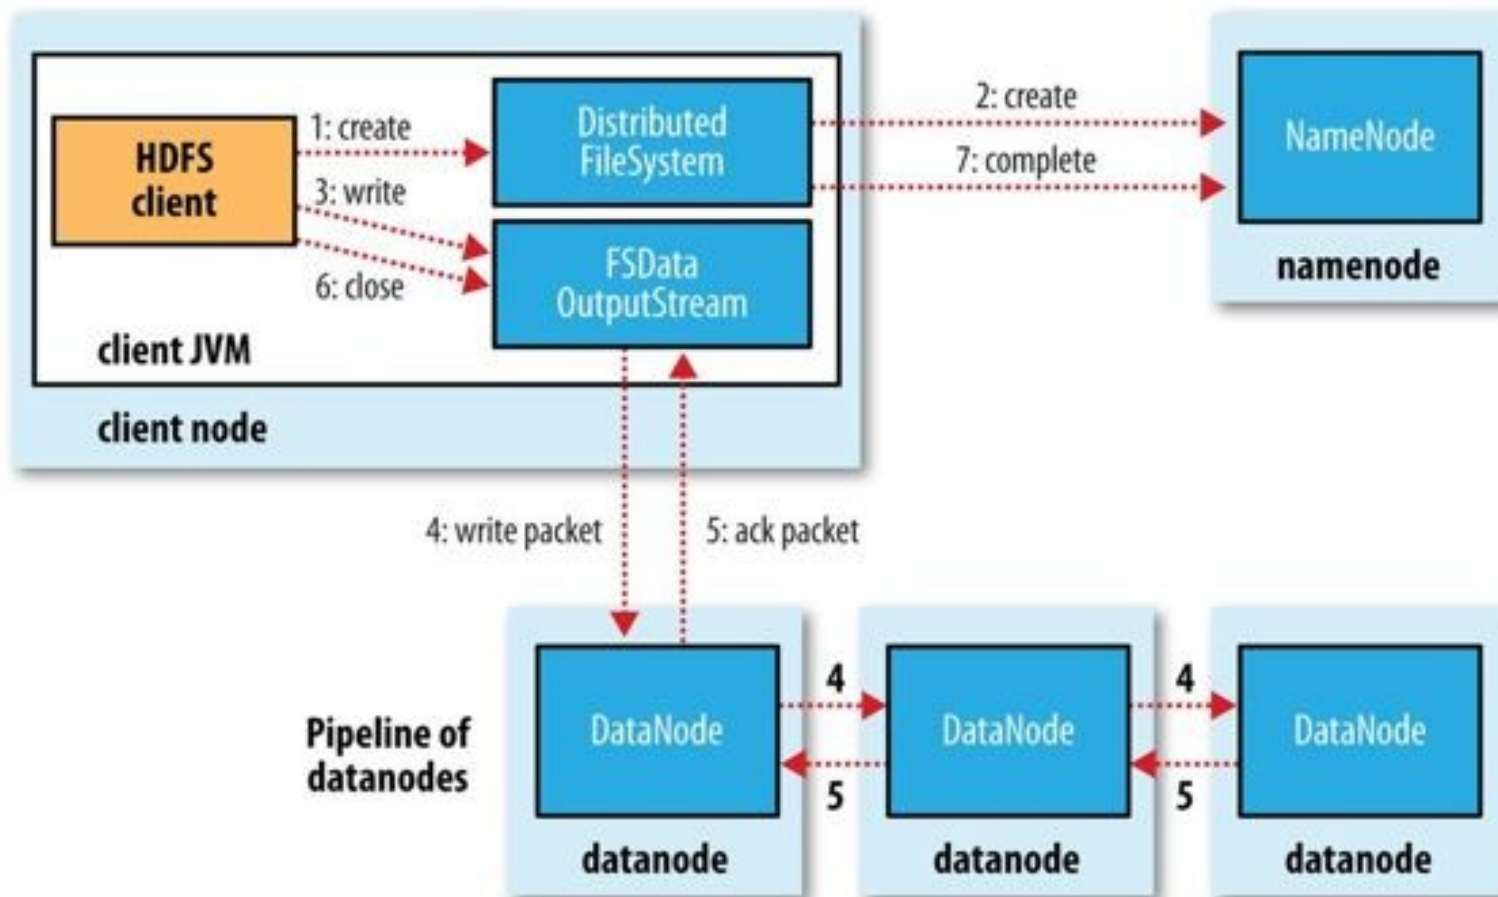 HDFS
client
1: create
3: write
6: close
Distributed
FileSystem
FSData
OutputStream
client JVM
client node
2: create
7: complete
NameNode
namenode
4: write packet
5: ack packet
Pipeline of
datanodes
DataNode
datanode
4
5
DataNode
datanode
4
5
DataNode
datanode